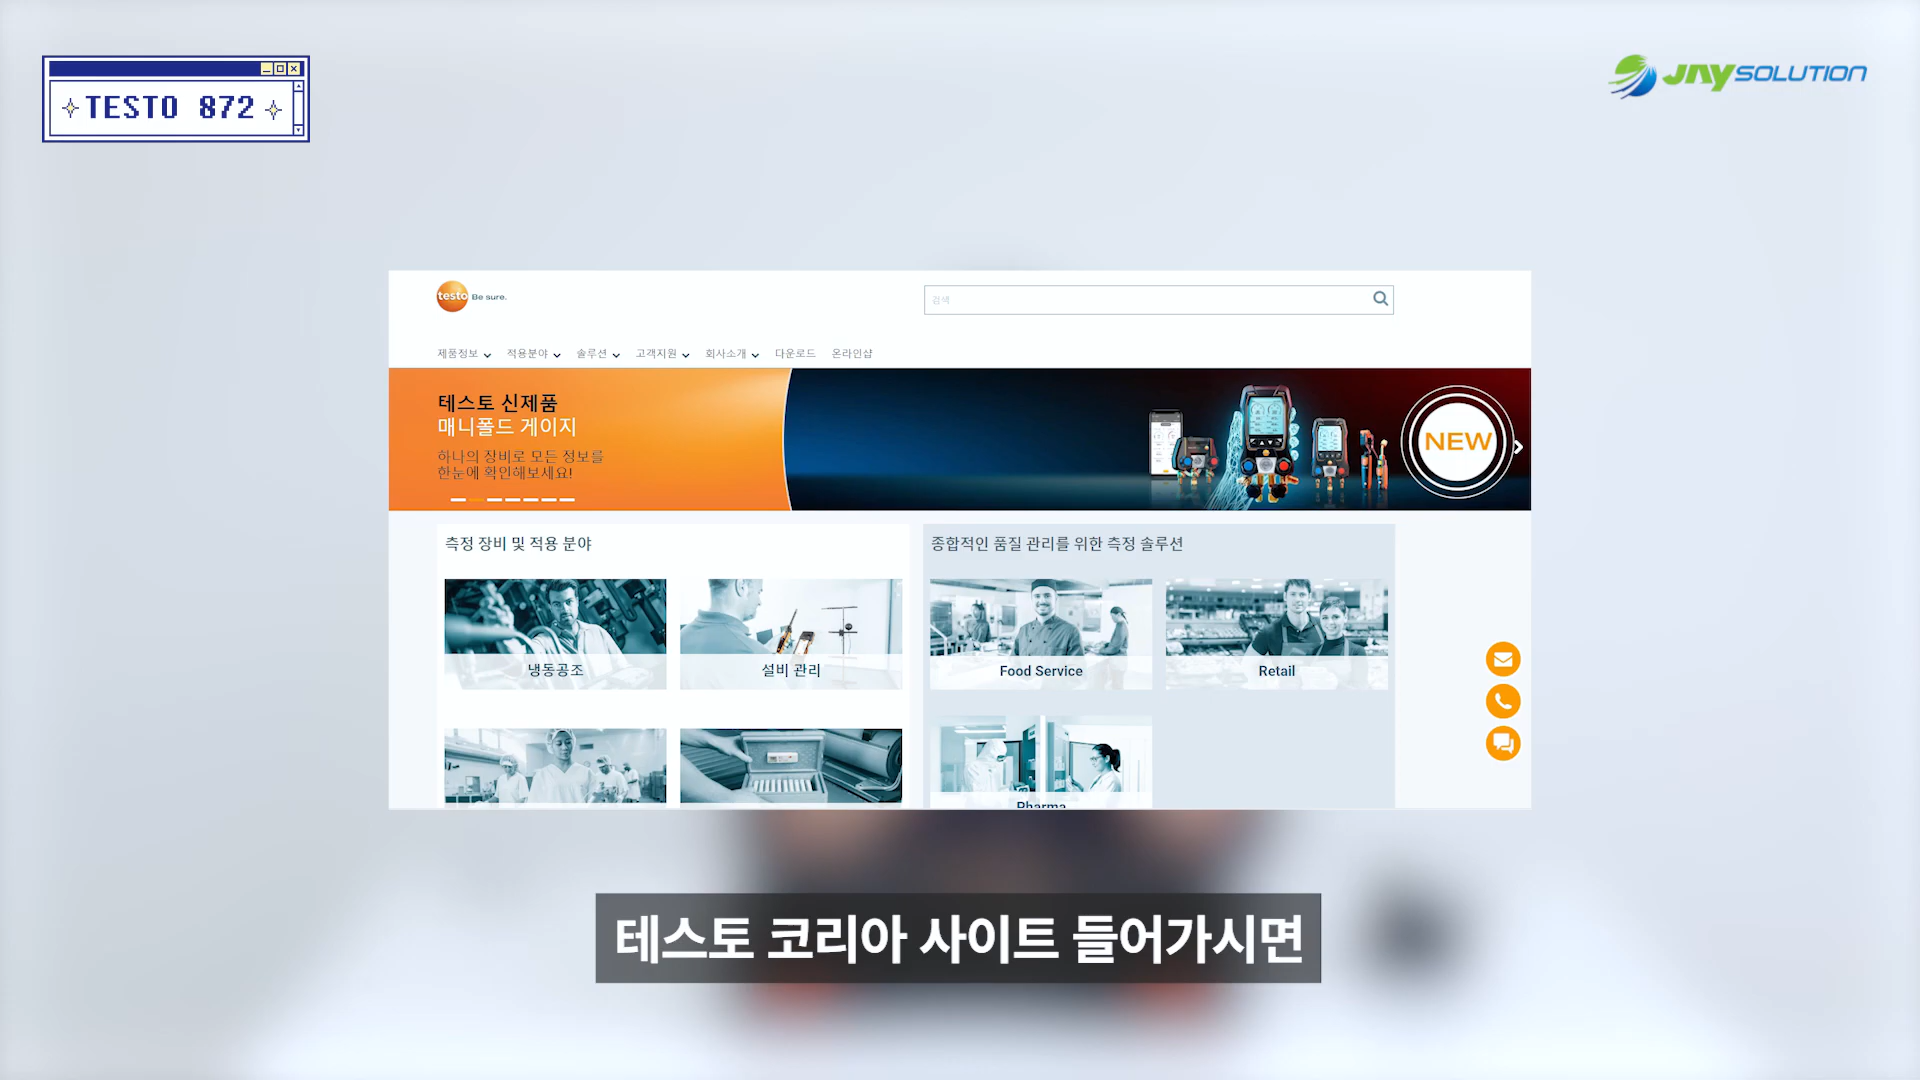 TESTO 872
JAYSOLUTION
testo Be sure.
검색
제품정보 적용분야 솔루션 고객지원 회사소개 다운로드 온라인샵
테스토 신제품
매니폴드 게이지
하나의 장비로 모든 정보를
한눈에 확인해보세요!
NEW
측정 장비 및 적용 분야
종합적인 품질 관리를 위한 측정 솔루션
냉동공조
설비 관리
Food Service
Retail
Pharma
테스토 코리아 사이트 들어가시면